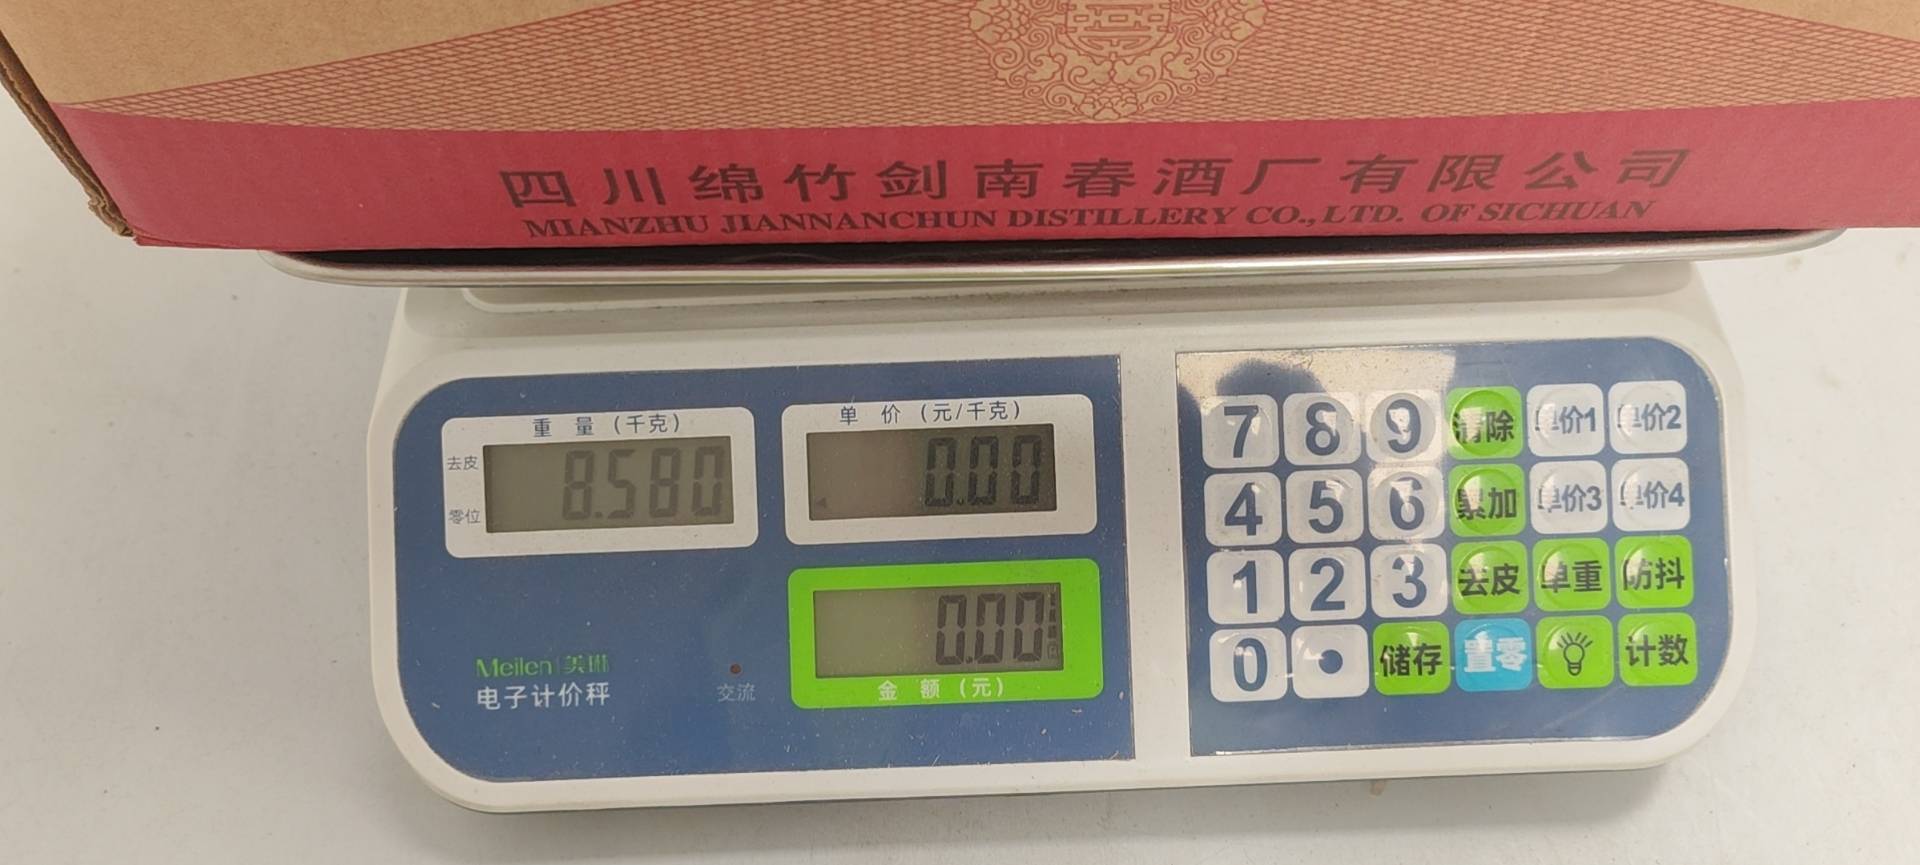 四川绵竹剑南春酒厂有限公司
MIANZHU JIANNANCHUN DISTILLERY CO.,LTD. OF SICHUAN
重量(千克)
去皮
零位
8.580
单价(元/千克)
0.00
0.00
金额(元)
Meilen 美琳
电子计价秤
交流
7 8 9 清除 单价1 单价2
4 5 6 累加 单价3 单价4
1 2 3 去皮 单重 防抖
0 • 储存 置零 计数